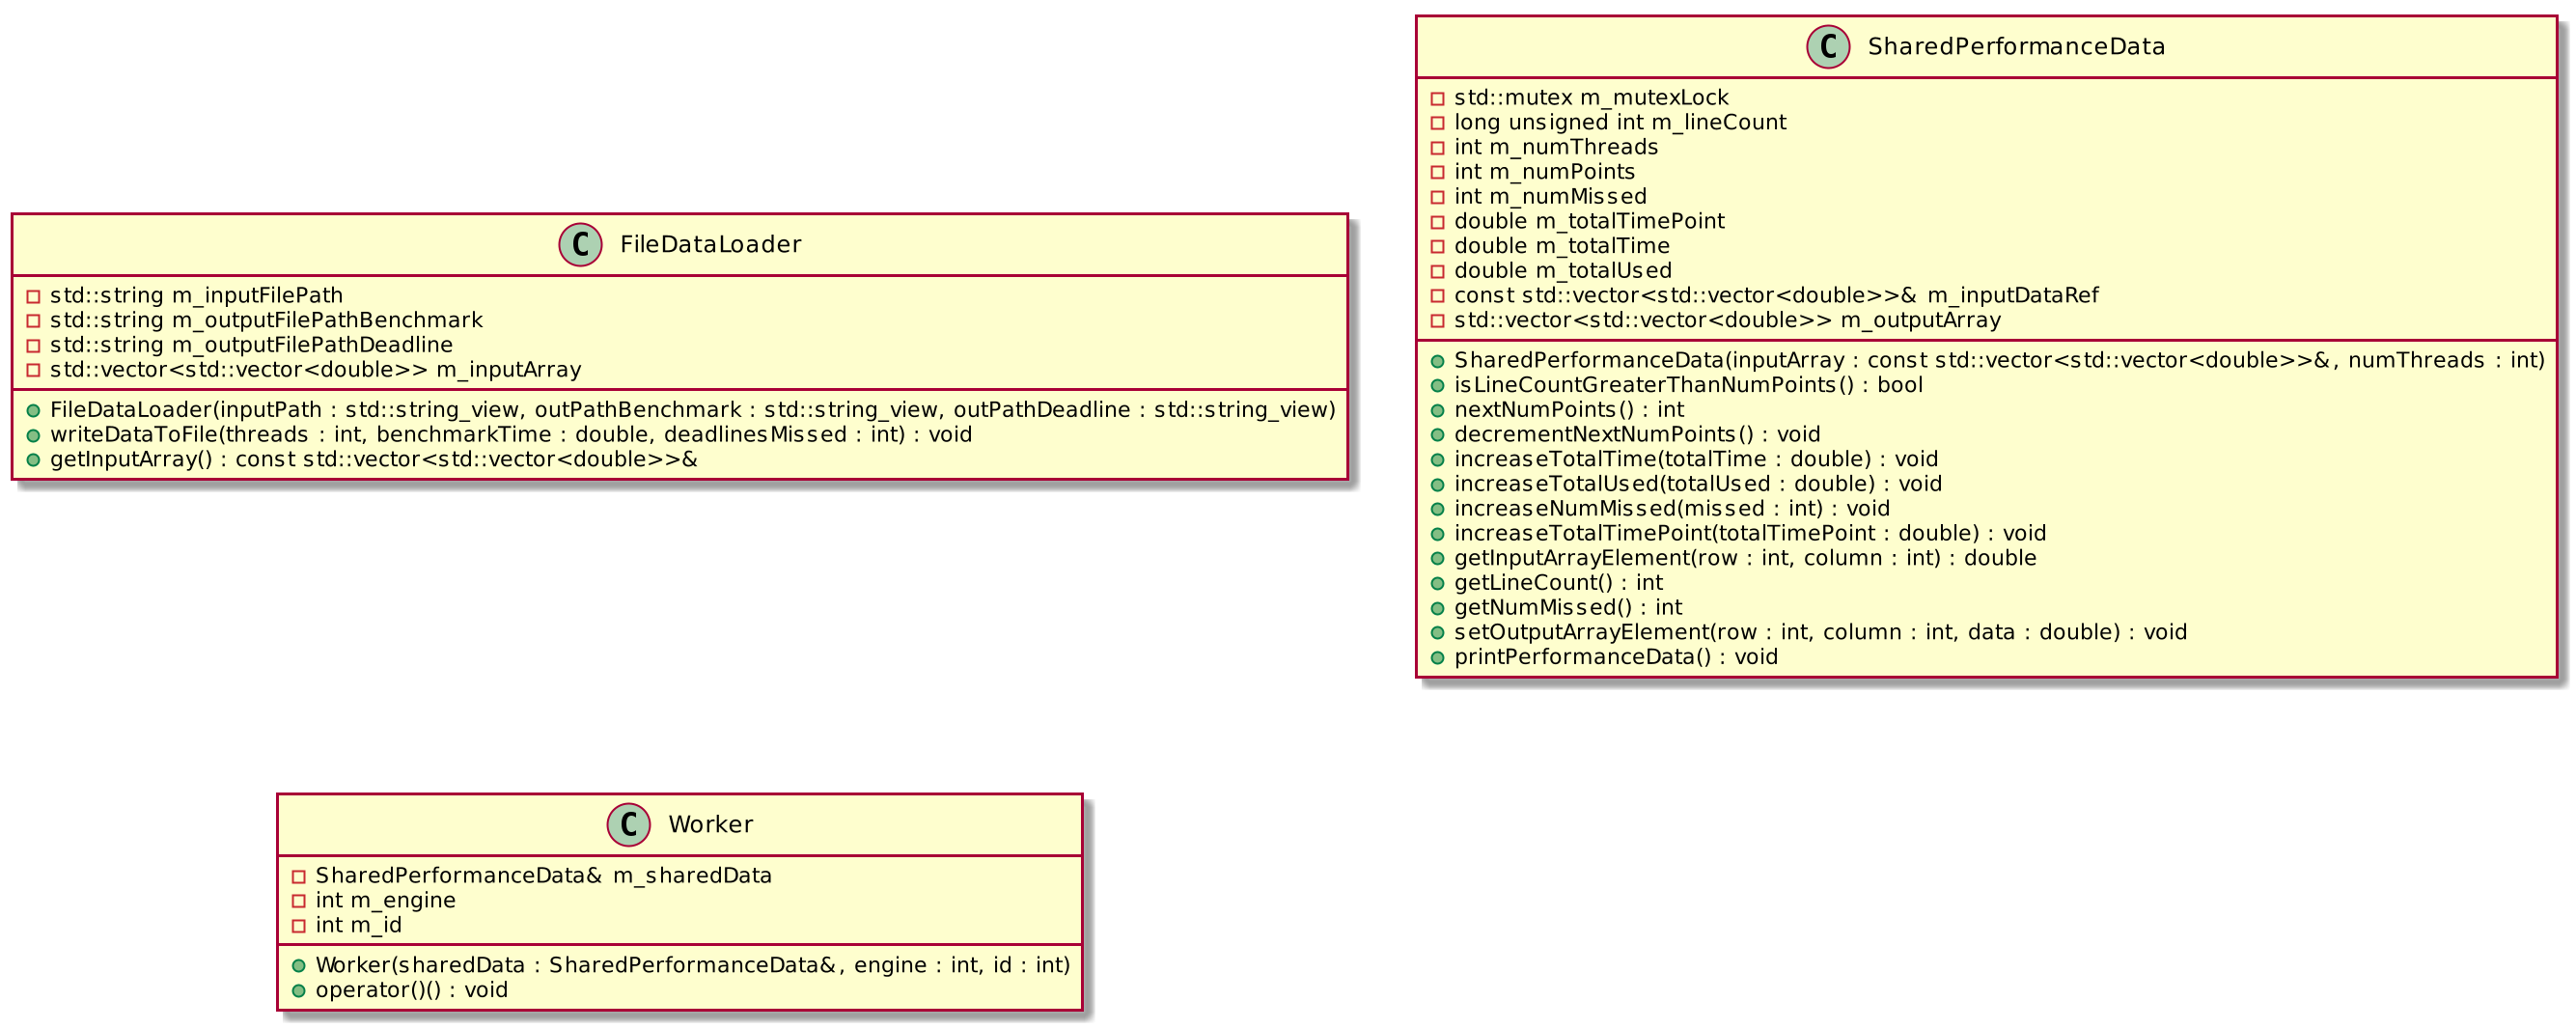 C FileDataLoader
std::string m_inputFilePath
std::string m_outputFilePathBenchmark
std::string m_outputFilePathDeadline
std::vector<std::vector<double>> m_inputArray
FileDataLoader(inputPath : std::string_view, outPathBenchmark : std::string_view, outPathDeadline : std::string_view)
writeDataToFile(threads : int, benchmarkTime : double, deadlinesMissed : int) : void
getInputArray() : const std::vector<std::vector<double>>&
C SharedPerformanceData
std::mutex m_mutexLock
long unsigned int m_lineCount
int m_numThreads
int m_numPoints
int m_numMissed
double m_totalTimePoint
double m_totalTime
double m_totalUsed
const std::vector<std::vector<double>>& m_inputDataRef
std::vector<std::vector<double>> m_outputArray
SharedPerformanceData(inputArray : const std::vector<std::vector<double>>&, numThreads : int)
isLineCountGreaterThanNumPoints() : bool
nextNumPoints() : int
decrementNextNumPoints() : void
increaseTotalTime(totalTime : double) : void
increaseTotalUsed(totalUsed : double) : void
increaseNumMissed(missed : int) : void
increaseTotalTimePoint(totalTimePoint : double) : void
getInputArrayElement(row : int, column : int) : double
getLineCount() : int
getNumMissed() : int
setOutputArrayElement(row : int, column : int, data : double) : void
printPerformanceData() : void
C Worker
SharedPerformanceData& m_sharedData
int m_engine
int m_id
Worker(sharedData : SharedPerformanceData&, engine : int, id : int)
operator()() : void